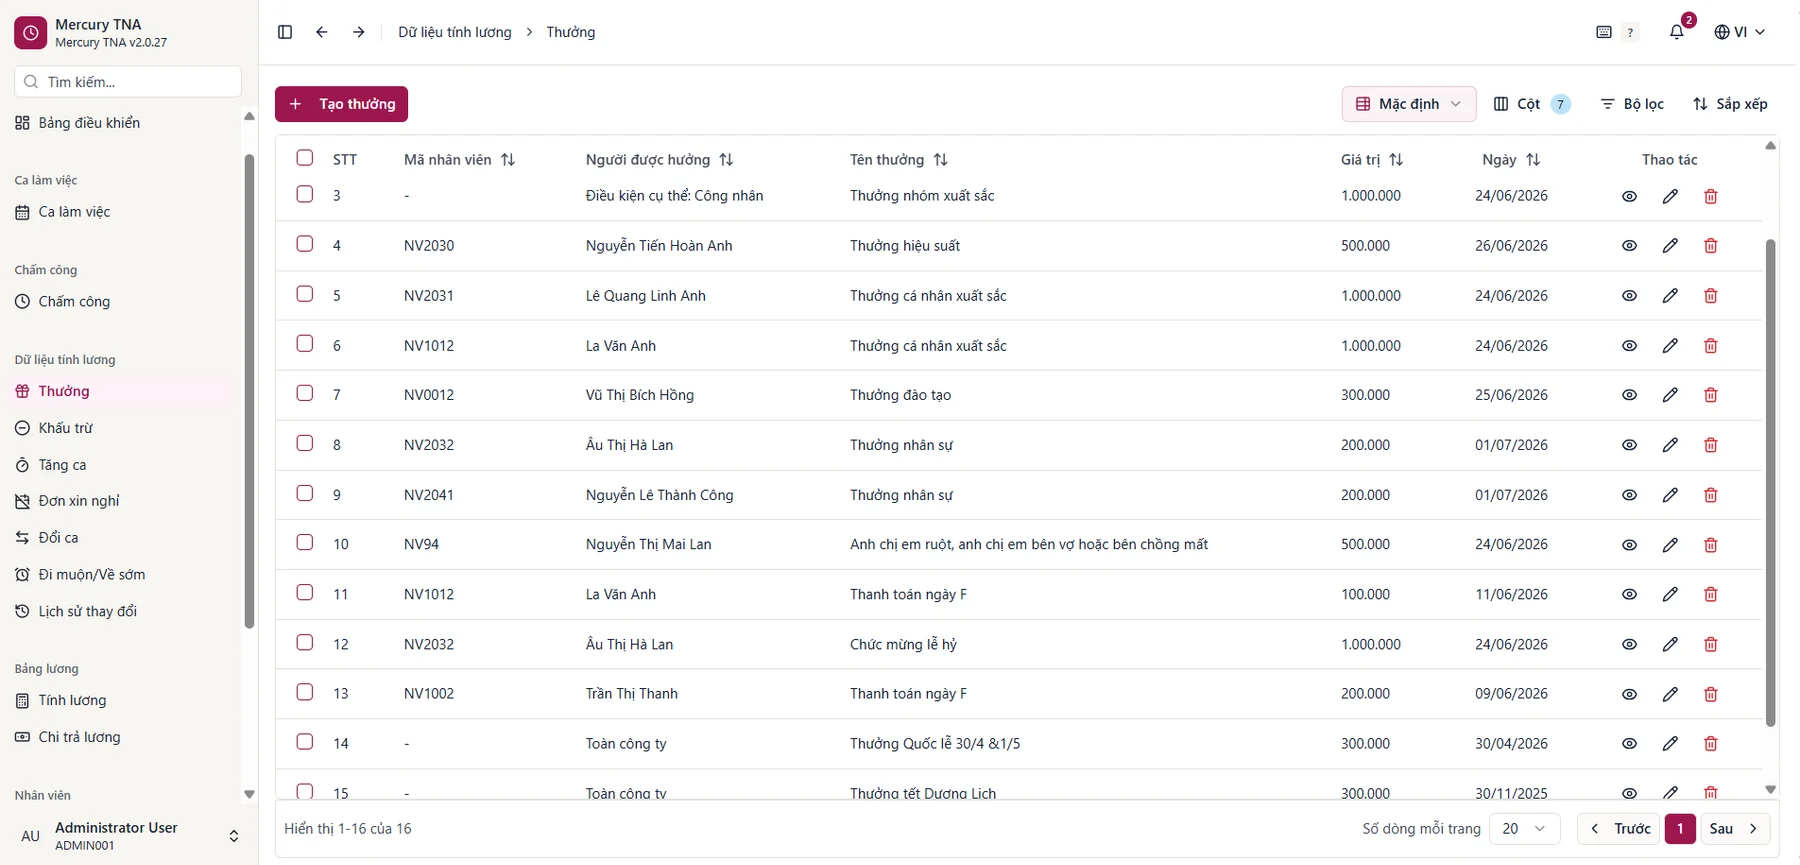 Mercury TNA
Mercury TNA v2.0.27
Tìm kiếm...
Bảng điều khiển
Ca làm việc
Ca làm việc
Chấm công
Chấm công
Dữ liệu tính lương
Thưởng
Khấu trừ
Tăng ca
Đơn xin nghỉ
Đổi ca
Đi muộn/Về sớm
Lịch sử thay đổi
Bảng lương
Tính lương
Chi trả lương
Nhân viên
AU
Administrator User
ADMIN001
Dữ liệu tính lương > Thưởng
?
2
VI
+ Tạo thưởng
Mặc định
Cột 7
Bộ lọc
Sắp xếp
STT Mã nhân viên Người được hưởng Tên thưởng Giá trị Ngày Thao tác
3 - Điều kiện cụ thể: Công nhân Thưởng nhóm xuất sắc 1.000.000 24/06/2026
4 NV2030 Nguyễn Tiến Hoàn Anh Thưởng hiệu suất 500.000 26/06/2026
5 NV2031 Lê Quang Linh Anh Thưởng cá nhân xuất sắc 1.000.000 24/06/2026
6 NV1012 La Văn Anh Thưởng cá nhân xuất sắc 1.000.000 24/06/2026
7 NV0012 Vũ Thị Bích Hồng Thưởng đào tạo 300.000 25/06/2026
8 NV2032 Âu Thị Hà Lan Thưởng nhân sự 200.000 01/07/2026
9 NV2041 Nguyễn Lê Thành Công Thưởng nhân sự 200.000 01/07/2026
10 NV94 Nguyễn Thị Mai Lan Anh chị em ruột, anh chị em bên vợ hoặc bên chồng mất 500.000 24/06/2026
11 NV1012 La Văn Anh Thanh toán ngày F 100.000 11/06/2026
12 NV2032 Âu Thị Hà Lan Chức mừng lễ hỷ 1.000.000 24/06/2026
13 NV1002 Trần Thị Thanh Thanh toán ngày F 200.000 09/06/2026
14 - Toàn công ty Thưởng Quốc lễ 30/4 &1/5 300.000 30/04/2026
15 - Toàn công ty Thưởng tết Dương Lịch 300.000 30/11/2025
Hiển thị 1-16 của 16
Số dòng mỗi trang 20
Trước 1 Sau